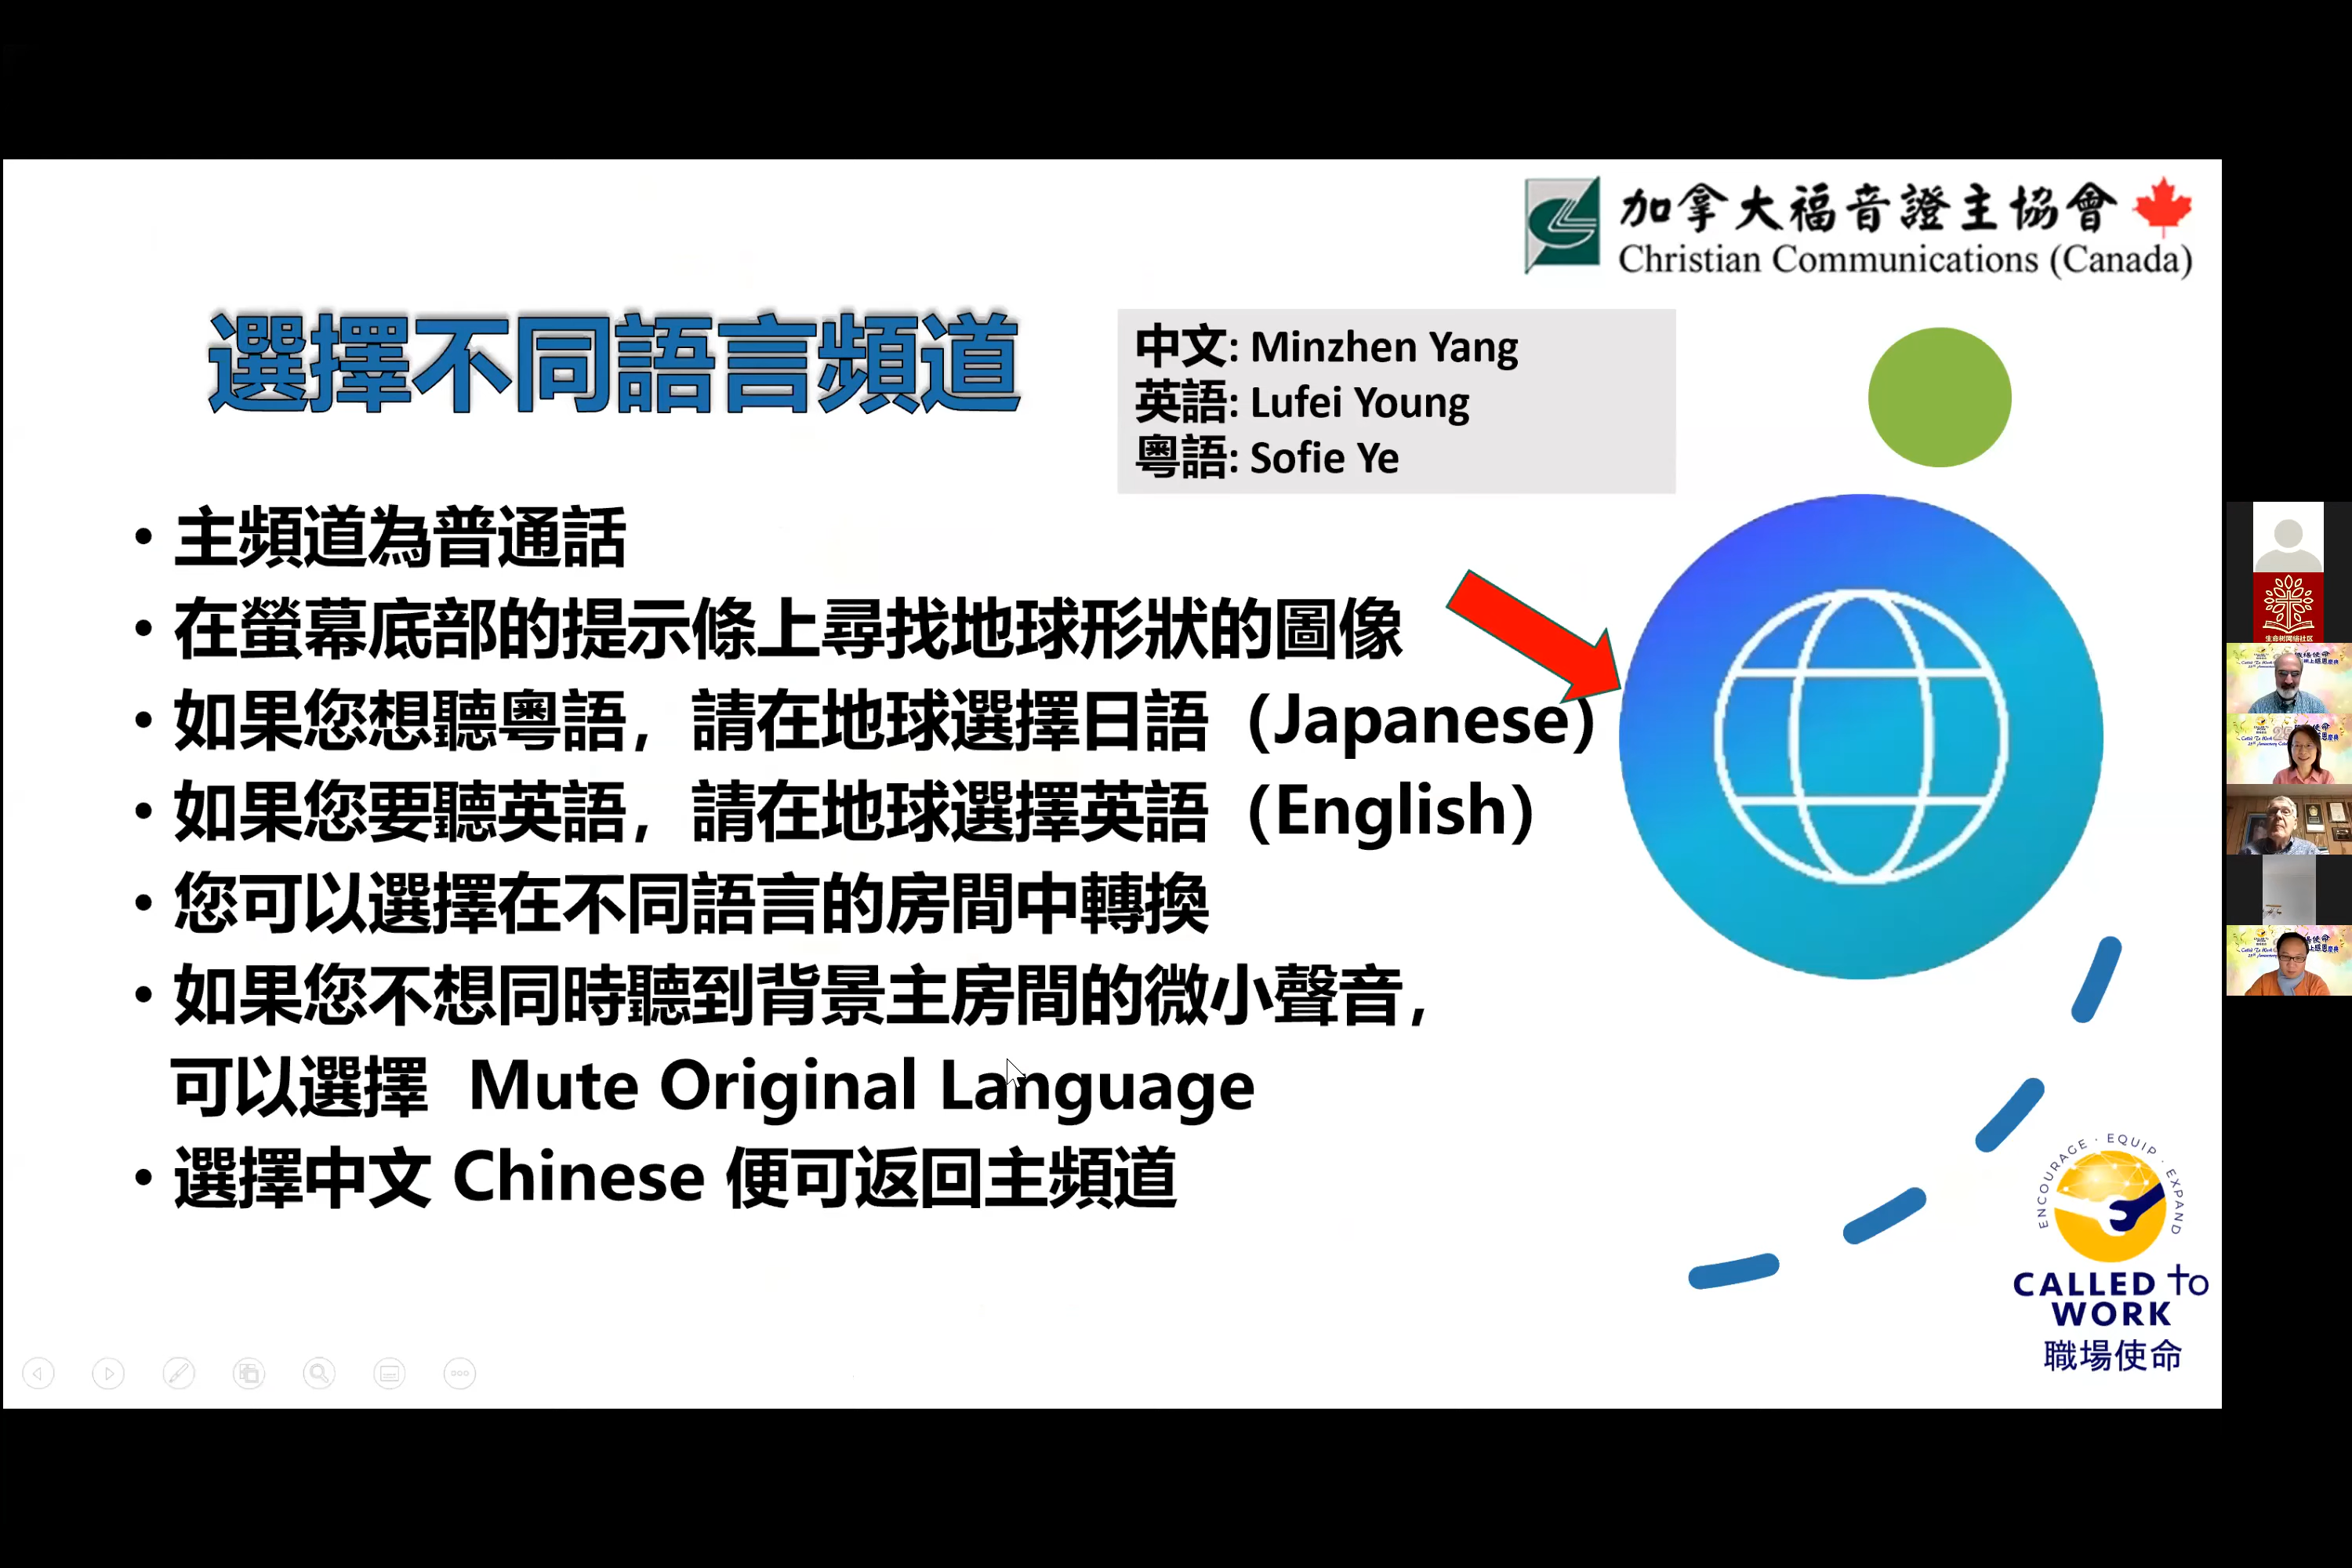 加拿大福音證主協會
Christian Communications (Canada)
選擇不同語言頻道
中文: Minzhen Yang
英語: Lufei Young
粵語: Sofie Ye
• 主頻道為普通話
• 在螢幕底部的提示條上尋找地球形狀的圖像
• 如果您想聽粵語，請在地球選擇日語（Japanese）
• 如果您要聽英語，請在地球選擇英語（English）
• 您可以選擇在不同語言的房間中轉換
• 如果您不想同時聽到背景主房間的微小聲音，
可以選擇 Mute Original Language
• 選擇中文 Chinese 便可返回主頻道
ENCOURAGE · EQUIP · EXPAND
CALLED to
WORK
職場使命
生命树网络社区